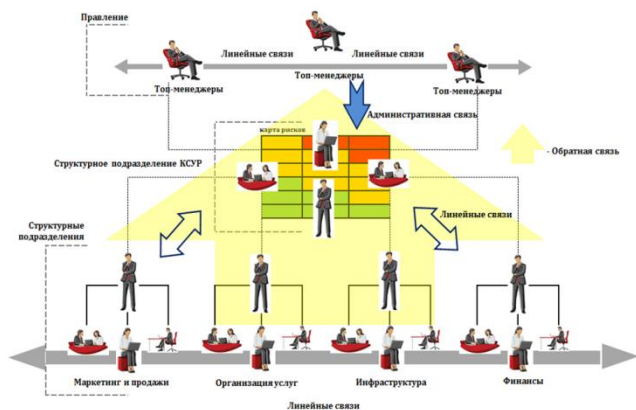 Правление
Линейные связи
Линейные связи
Топ-менеджеры
Топ-менеджеры
Топ-менеджеры
Административная связь
карта рисков
Структурное подразделение КСУР
- Обратная связь
Линейные связи
Структурные
подразделения
Маркетинг и продажи
Организация услуг
Инфраструктура
Финансы
Линейные связи